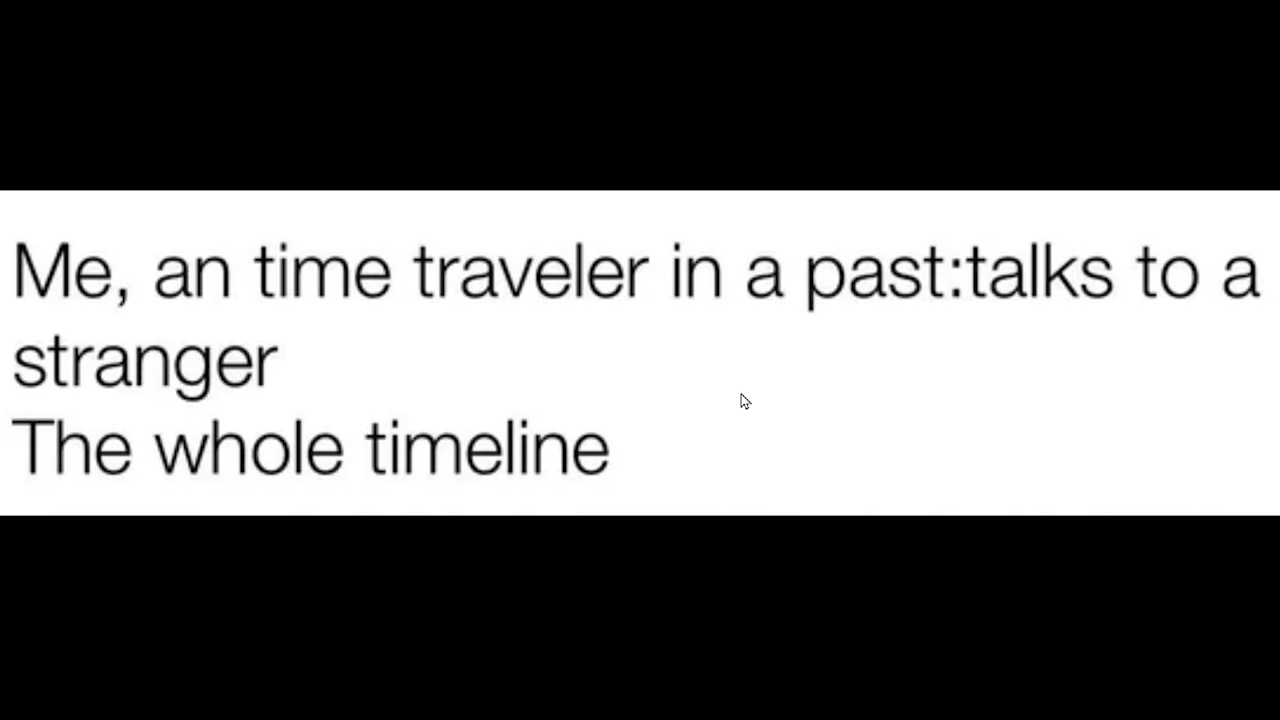 Me, an time traveler in a past:talks to a
stranger
The whole timeline